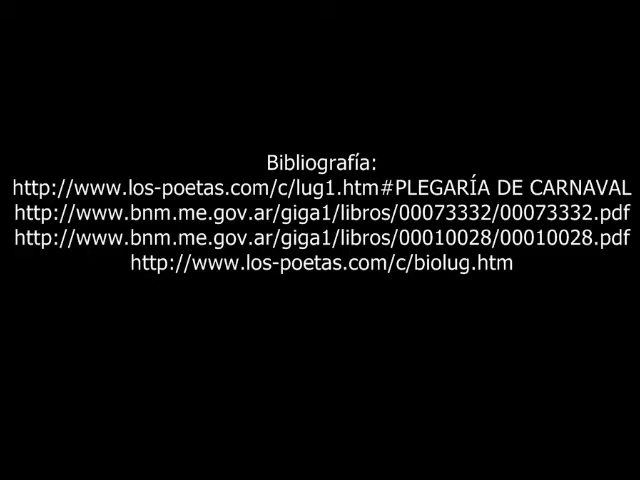 Bibliografía:
http://www.los-poetas.com/c/lug1.htm#PLEGARÍA DE CARNAVAL
http://www.bnm.me.gov.ar/giga1/libros/00073332/00073332.pdf
http://www.bnm.me.gov.ar/giga1/libros/00010028/00010028.pdf
http://www.los-poetas.com/c/biolug.htm